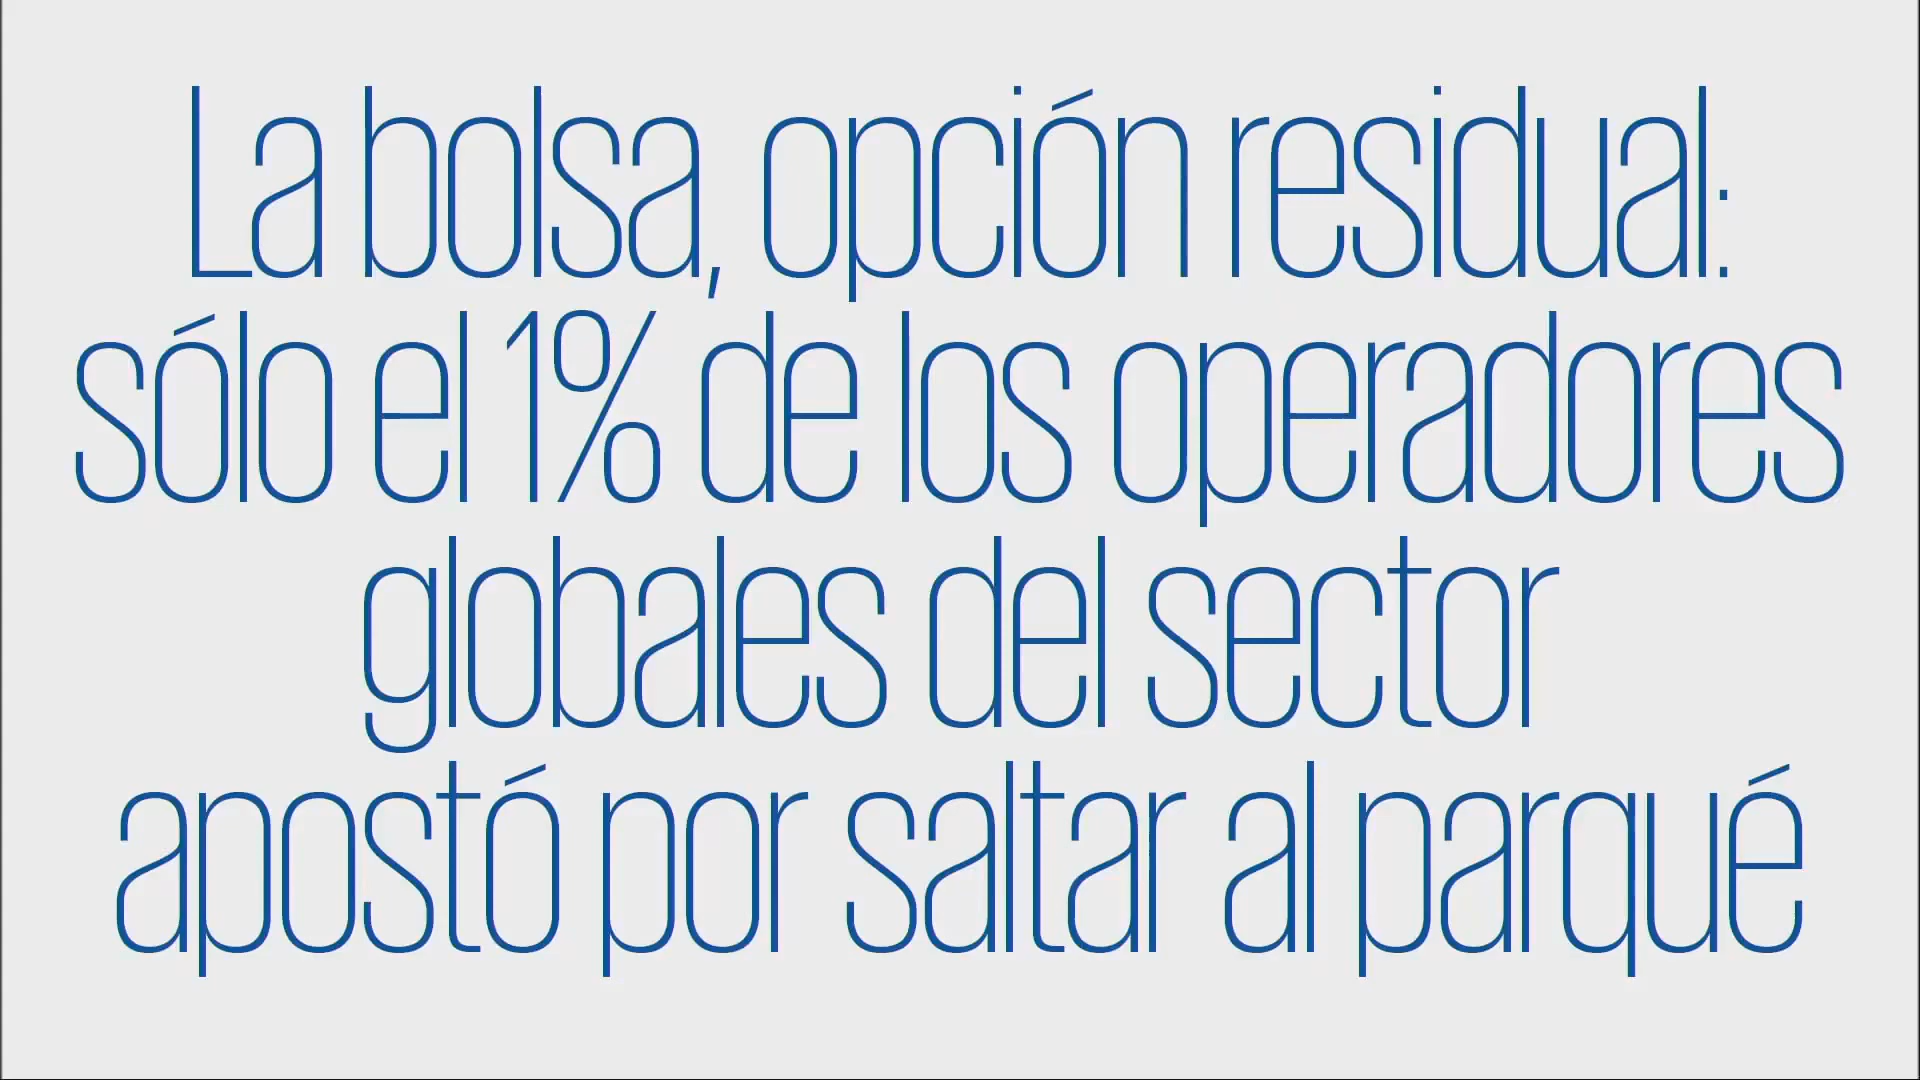 La bolsa, opción residual:
sólo el 1% de los operadores
globales del sector
apostó por saltar al parqué